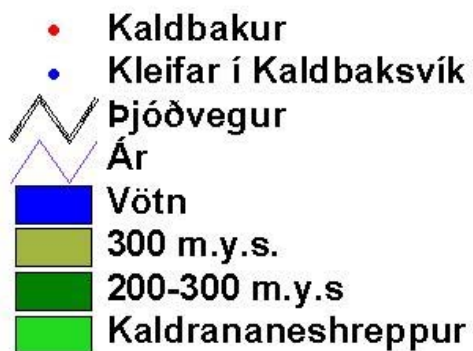 Kaldbakur
Kleifar í Kaldbaksvík
Þjóðvegur
Ár
Vötn
300 m.y.s.
200-300 m.y.s
Kaldrananeshreppur